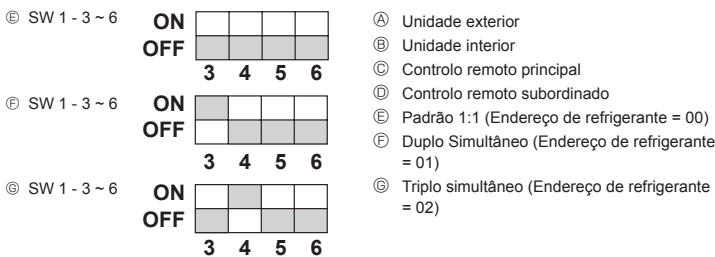 Ⓔ SW 1 - 3 ~ 6
ON
OFF
3 4 5 6
Ⓕ SW 1 - 3 ~ 6
ON
OFF
3 4 5 6
Ⓖ SW 1 - 3 ~ 6
ON
OFF
3 4 5 6
Ⓐ Unidade exterior
Ⓑ Unidade interior
Ⓒ Controlo remoto principal
Ⓓ Controlo remoto subordinado
Ⓔ Padrão 1:1 (Endereço de refrigerante = 00)
Ⓕ Duplo Simultâneo (Endereço de refrigerante
= 01)
Ⓖ Triplo simultâneo (Endereço de refrigerante
= 02)